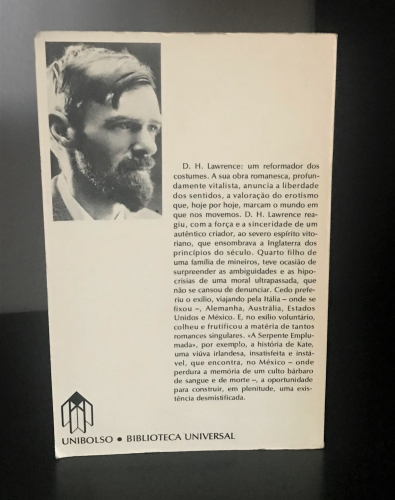 D. H. Lawrence: um reformador dos
costumes. A sua obra romanesca, profun-
damente vitalista, anuncia a liberdade
dos sentidos, a valoração do erotismo
que, hoje por hoje, marcam o mundo em
que nos movemos. D. H. Lawrence rea-
giu, com a força e a sinceridade de um
autêntico criador, ao severo espírito vito-
riano, que ensombrava a Inglaterra dos
princípios do século. Quarto filho de
uma família de mineiros, teve ocasião de
surpreender as ambiguidades e as hipo-
crisias de uma moral ultrapassada, que
não se cansou de denunciar. Cedo prefe-
riu o exílio, viajando pela Itália – onde se
fixou –, Alemanha, Austrália, Estados
Unidos e México. E, no exílio voluntário,
colheu e frutificou a matéria de tantos
romances singulares. «A Serpente Emplu-
mada», por exemplo, a história de Kate,
uma viúva irlandesa, insatisfeita e instá-
vel, que encontra, no México – onde
perdura a memória de um culto bárbaro
de sangue e de morte –, a oportunidade
para construir, em plenitude, uma exis-
tência desmistificada.
UNIBOLSO • BIBLIOTECA UNIVERSAL